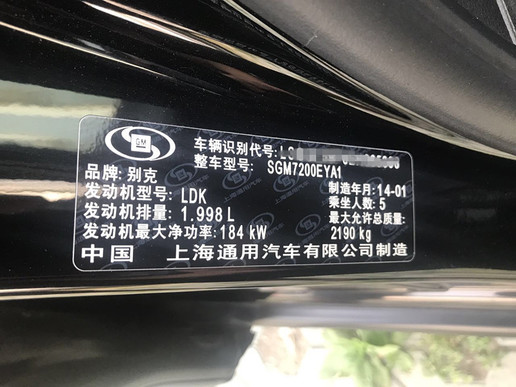 GM
车辆识别代号:LS
整车型号: SGM7200EYA1
品牌: 别克 制造年月:14-01
发动机型号: LDK 乘坐人数: 5
发动机排量: 1.998 L 最大允许总质量:
发动机最大净功率: 184 kW 2190 kg
中国 上海通用汽车有限公司制造